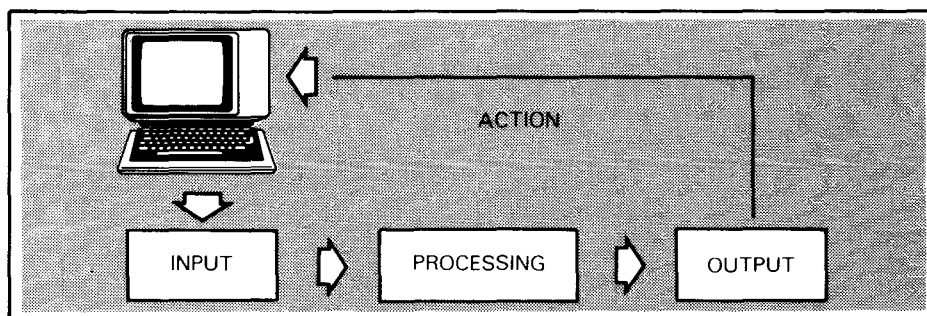 ACTION
INPUT
PROCESSING
OUTPUT